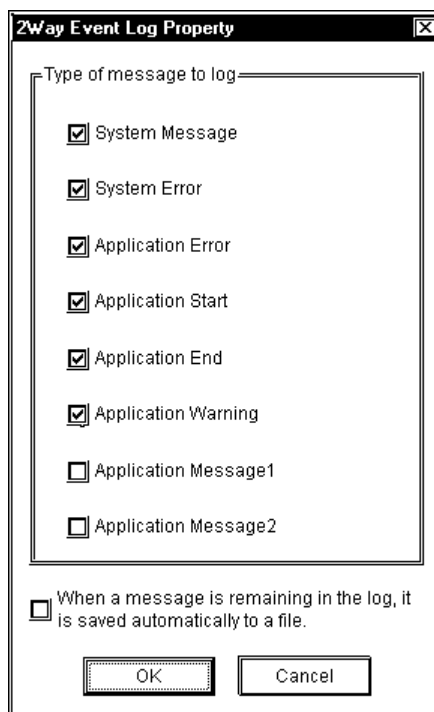 2Way Event Log Property
Type of message to log
System Message
System Error
Application Error
Application Start
Application End
Application Warning
Application Message1
Application Message2
When a message is remaining in the log, it
is saved automatically to a file.
OK
Cancel